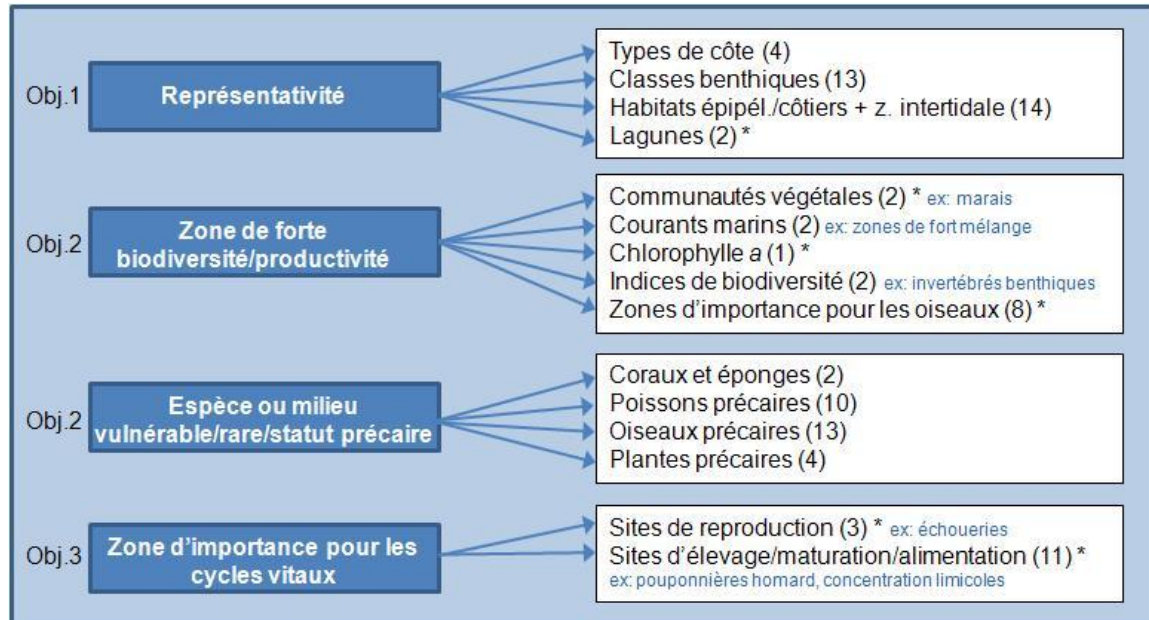 Obj.1
Représentativité
Types de côte (4)
Classes benthiques (13)
Habitats épipél./côtiers + z. intertidale (14)
Lagunes (2) *
Obj.2
Zone de forte
biodiversité/productivité
Communautés végétales (2) * ex: marais
Courants marins (2) ex: zones de fort mélange
Chlorophylle a (1) *
Indices de biodiversité (2) ex: invertébrés benthiques
Zones d’importance pour les oiseaux (8) *
Obj.2
Espèce ou milieu
vulnérable/rare/statut précaire
Coraux et éponges (2)
Poissons précaires (10)
Oiseaux précaires (13)
Plantes précaires (4)
Obj.3
Zone d’importance pour les
cycles vitaux
Sites de reproduction (3) * ex: échoueries
Sites d’élevage/maturation/alimentation (11) *
ex: pouponnières homard, concentration limicoles